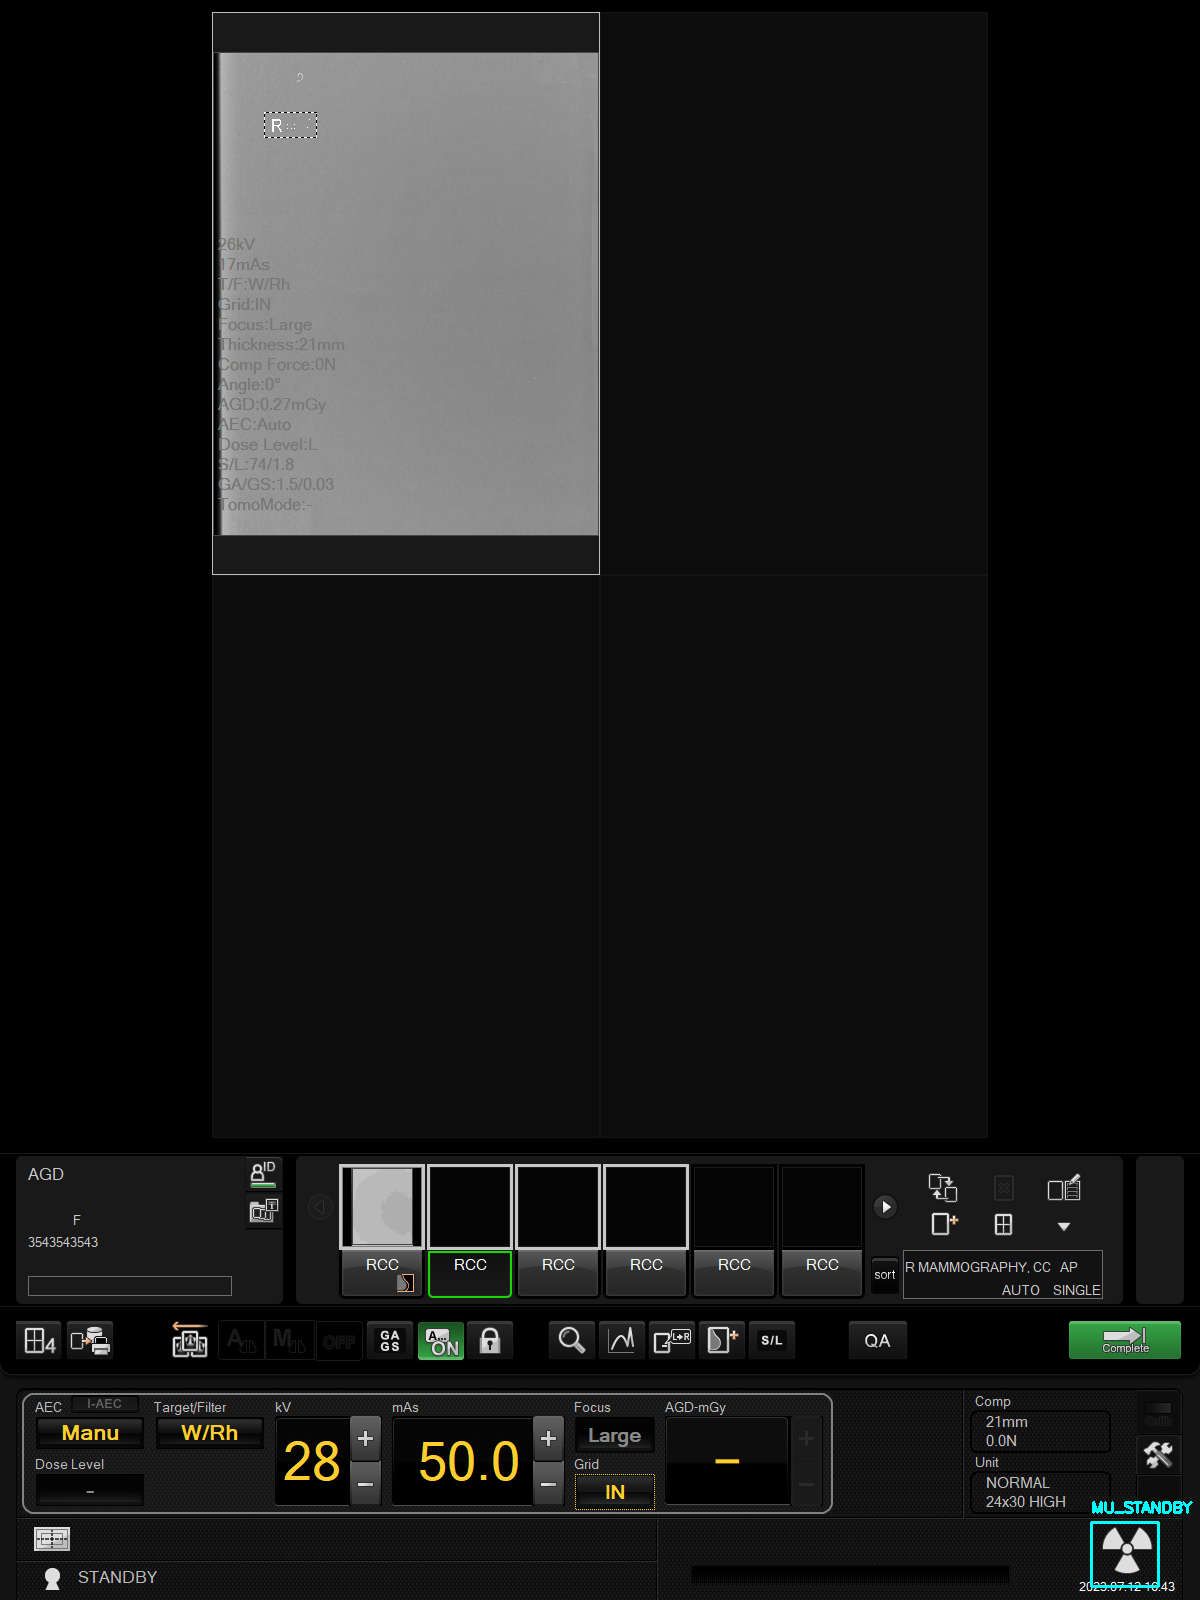 R
26kV
17mAs
T/F:W/Rh
Grid:IN
Focus:Large
Thickness:21mm
Comp Force:0N
Angle:0°
AGD:0.27mGy
AEC:Auto
Dose Level:L
S/L:74/1.8
GA/GS:1.5/0.03
TomoMode:-
AGD
F
3543543543
ID
RCC
RCC
RCC
RCC
RCC
RCC
sort
R MAMMOGRAPHY, CC AP
AUTO SINGLE
4
A
M
OFF
GA
GS
A...
ON
L→R
S/L
QA
Complete
AEC
I-AEC
Target/Filter
kV
mAs
Focus
AGD-mGy
Manu
W/Rh
28
50.0
Large
–
Dose Level
-
Grid
IN
Comp
21mm
0.0N
Unit
NORMAL
24x30 HIGH
MU_STANDBY
STANDBY
2023.07.12 16:43